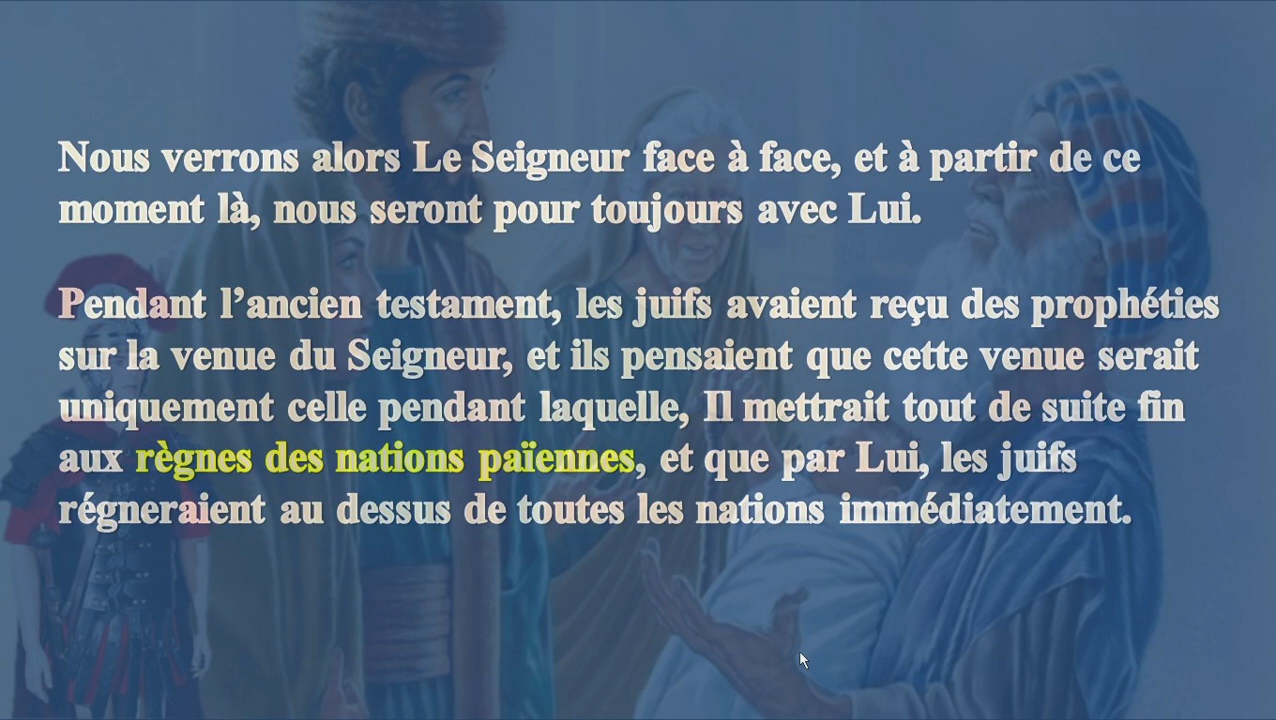 Nous verrons alors Le Seigneur face à face, et à partir de ce
moment là, nous seront pour toujours avec Lui.
Pendant l’ancien testament, les juifs avaient reçu des prophéties
sur la venue du Seigneur, et ils pensaient que cette venue serait
uniquement celle pendant laquelle, Il mettrait tout de suite fin
aux règnes des nations païennes, et que par Lui, les juifs
régneraient au dessus de toutes les nations immédiatement.